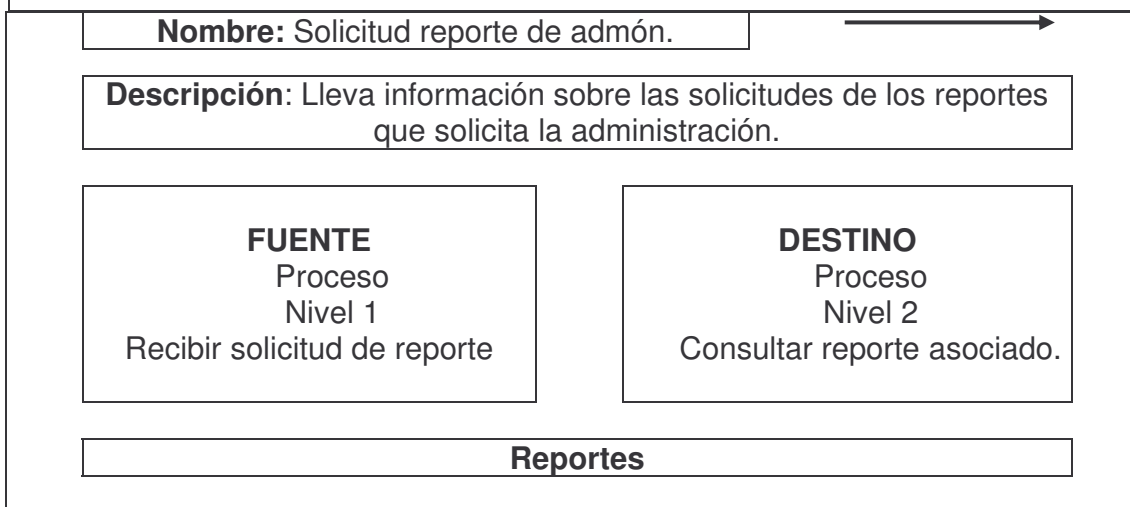 Nombre: Solicitud reporte de admón.
Descripción: Lleva información sobre las solicitudes de los reportes
que solicita la administración.
FUENTE
Proceso
Nivel 1
Recibir solicitud de reporte
DESTINO
Proceso
Nivel 2
Consultar reporte asociado.
Reportes